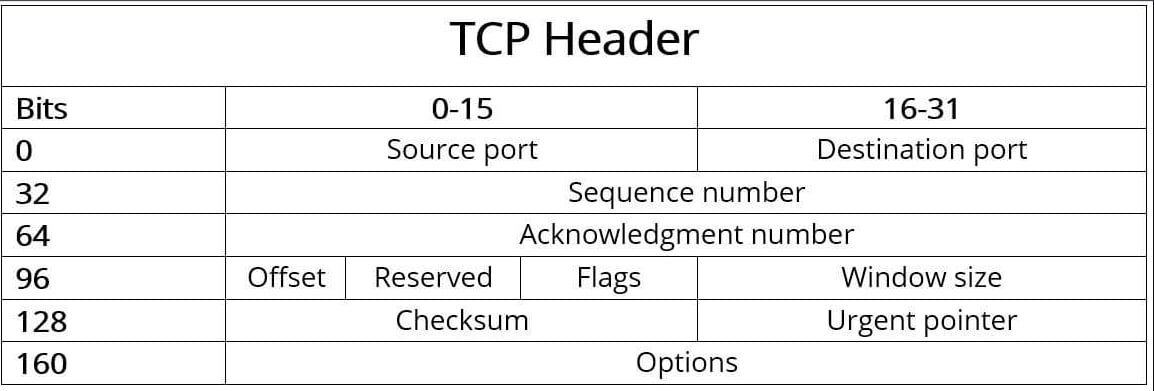 TCP Header
Bits 0-15 16-31
0 Source port Destination port
32 Sequence number
64 Acknowledgment number
96 Offset Reserved Flags Window size
128 Checksum Urgent pointer
160 Options